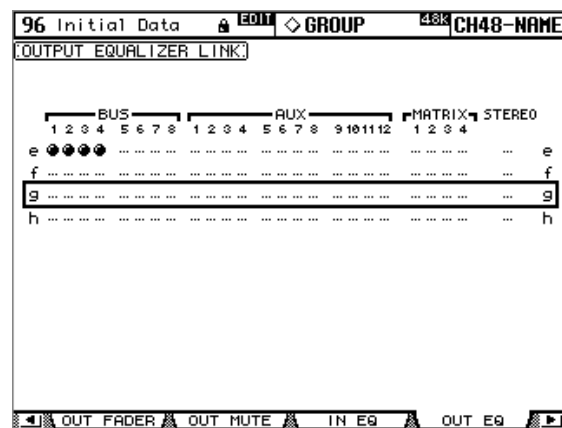 96 Initial Data EDIT GROUP 48K CH48-NAME
OUTPUT EQUALIZER LINK
BUS AUX MATRIX STEREO
1 2 3 4 5 6 7 8 1 2 3 4 5 6 7 8 9 10 11 12 1 2 3 4
e e
f f
g g
h h
OUT FADER OUT MUTE IN EQ OUT EQ